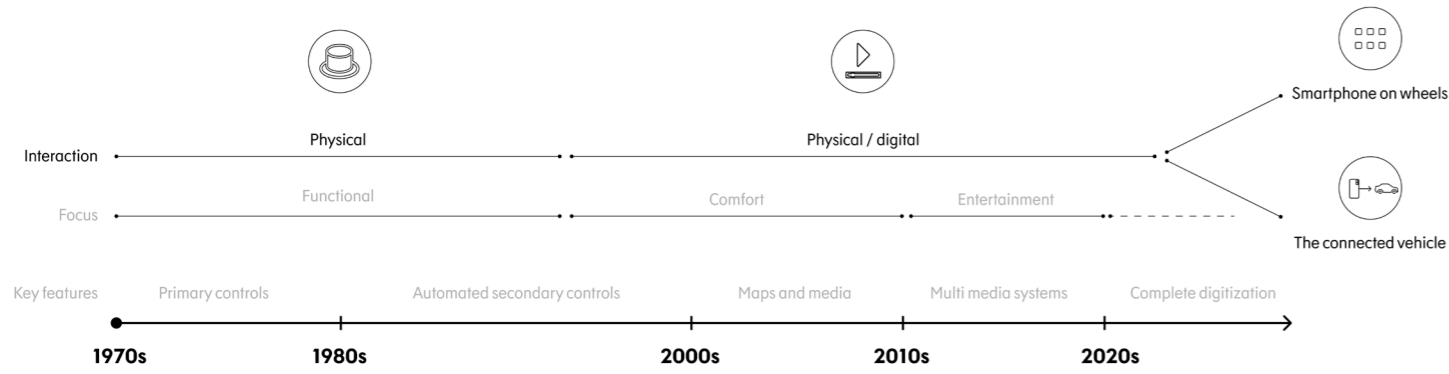 Smartphone on wheels
Physical
Physical / digital
Interaction
Functional
Comfort
Entertainment
Focus
The connected vehicle
Key features
Primary controls
Automated secondary controls
Maps and media
Multi media systems
Complete digitization
1970s
1980s
2000s
2010s
2020s